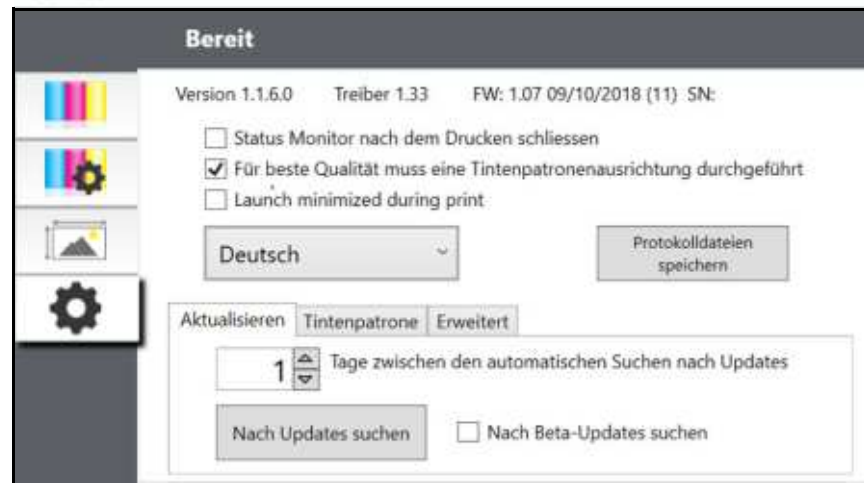 Bereit
Version 1.1.6.0 Treiber 1.33 FW: 1.07 09/10/2018 (11) SN:
Status Monitor nach dem Drucken schliessen
Für beste Qualität muss eine Tintenpatronenausrichtung durchgeführt
Launch minimized during print
Deutsch
Protokolldateien
speichern
Aktualisieren Tintenpatrone Erweitert
1 Tage zwischen den automatischen Suchen nach Updates
Nach Updates suchen Nach Beta-Updates suchen